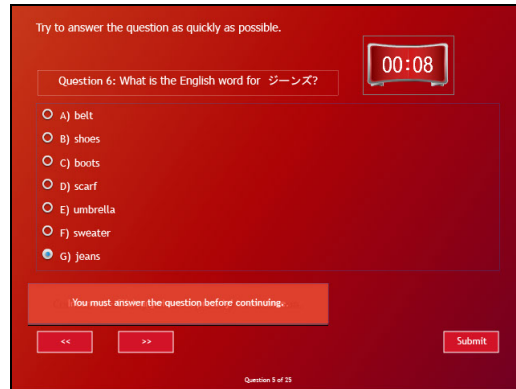 Try to answer the question as quickly as possible.
00:08
Question 6: What is the English word for ジーンズ?
A) belt
B) shoes
C) boots
D) scarf
E) umbrella
F) sweater
G) jeans
You must answer the question before continuing.
<< >> Submit
Question 5 of 25